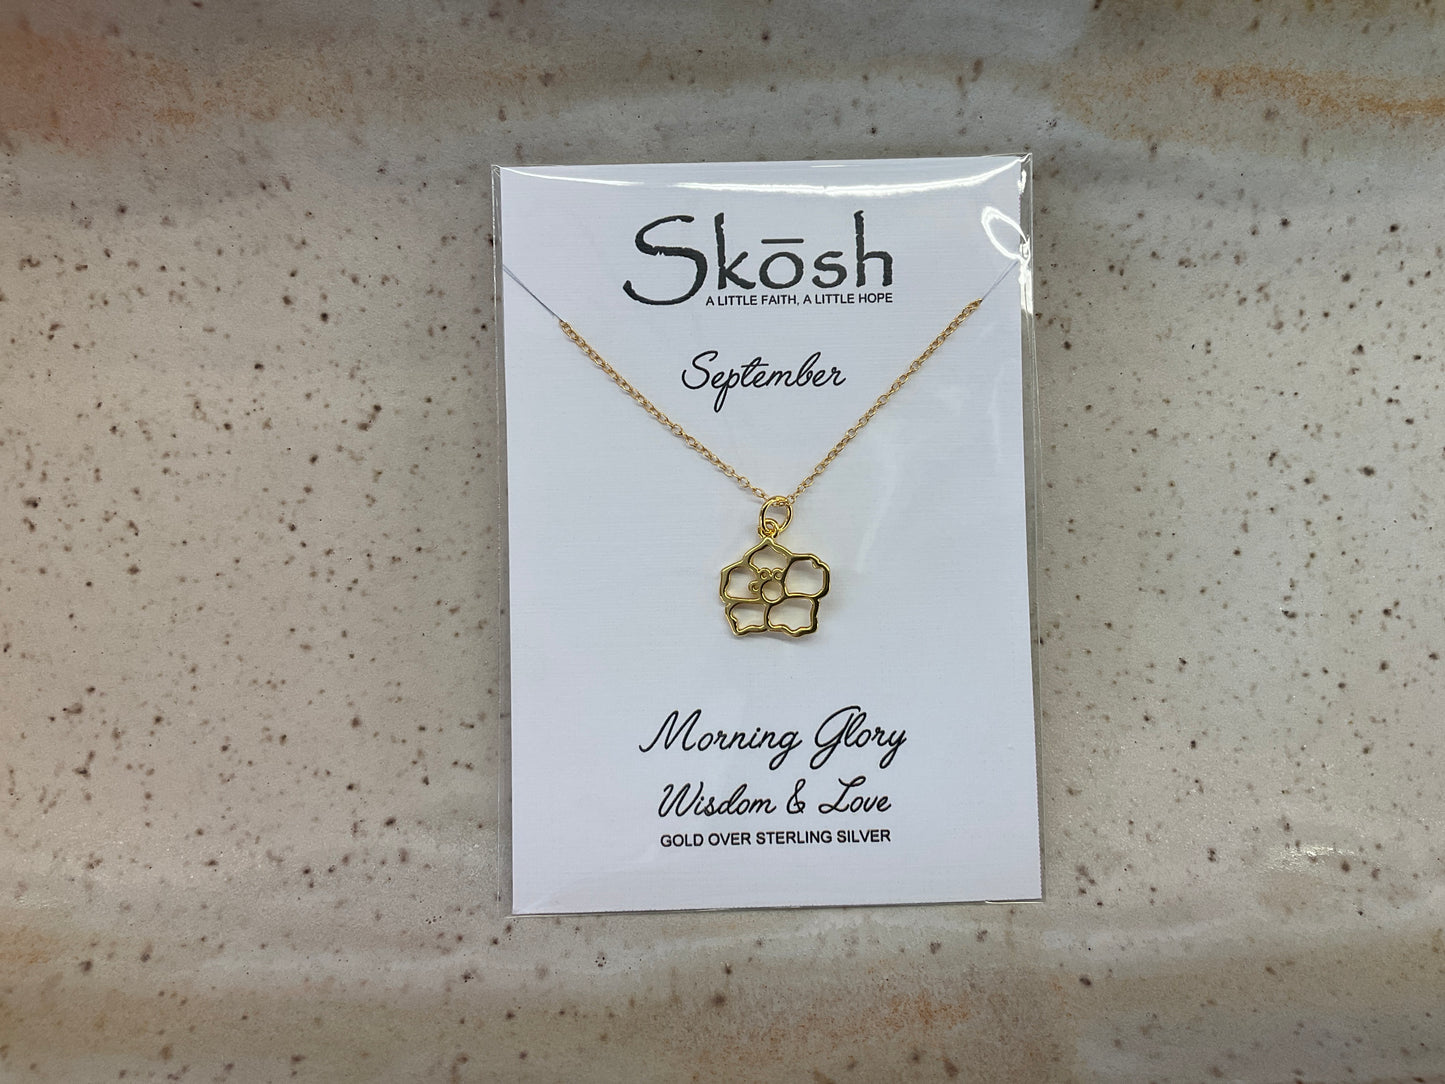 Skōsh
A LITTLE FAITH, A LITTLE HOPE
September
Morning Glory
Wisdom & Love
GOLD OVER STERLING SILVER